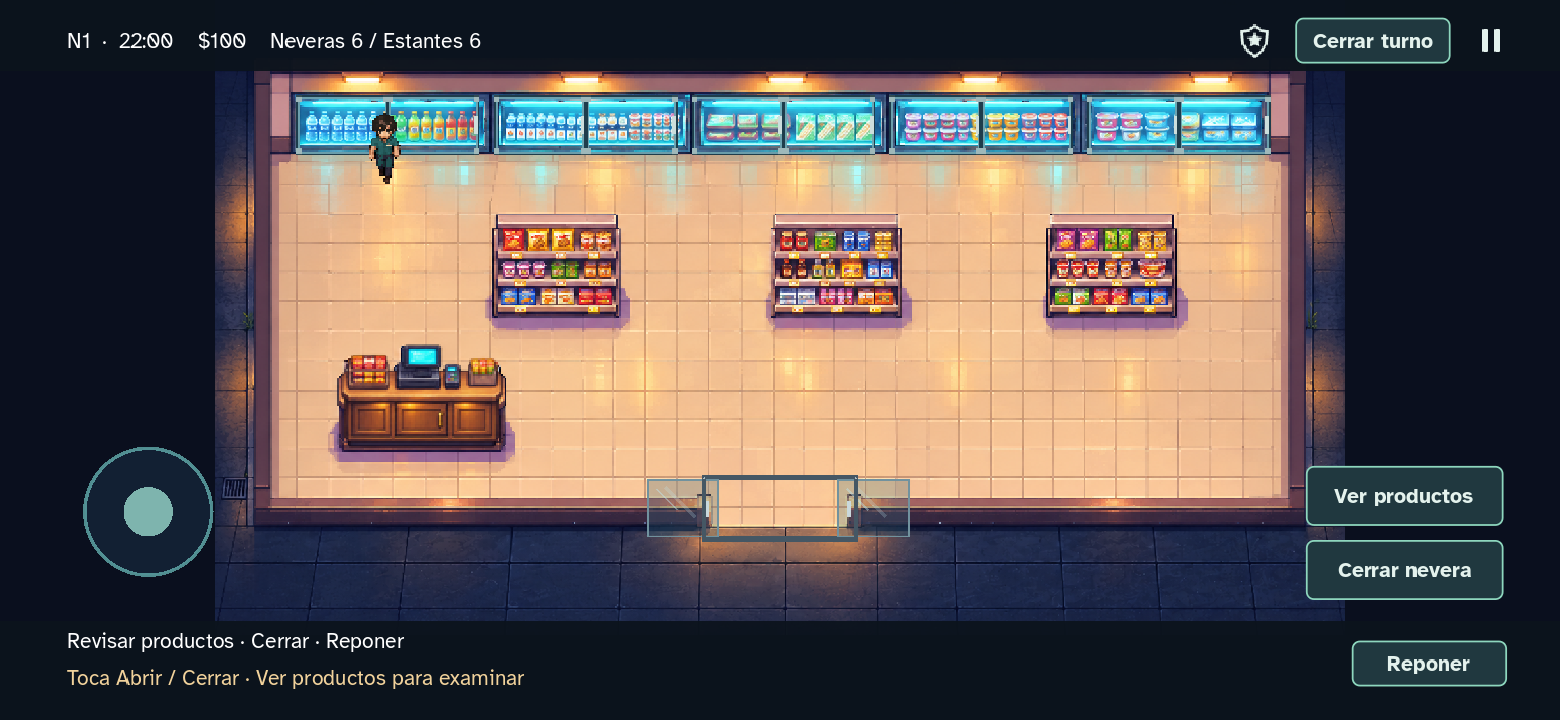 N1 · 22:00 $100 Neveras 6 / Estantes 6
Cerrar turno
Ver productos
Cerrar nevera
Revisar productos · Cerrar · Reponer
Toca Abrir / Cerrar · Ver productos para examinar
Reponer